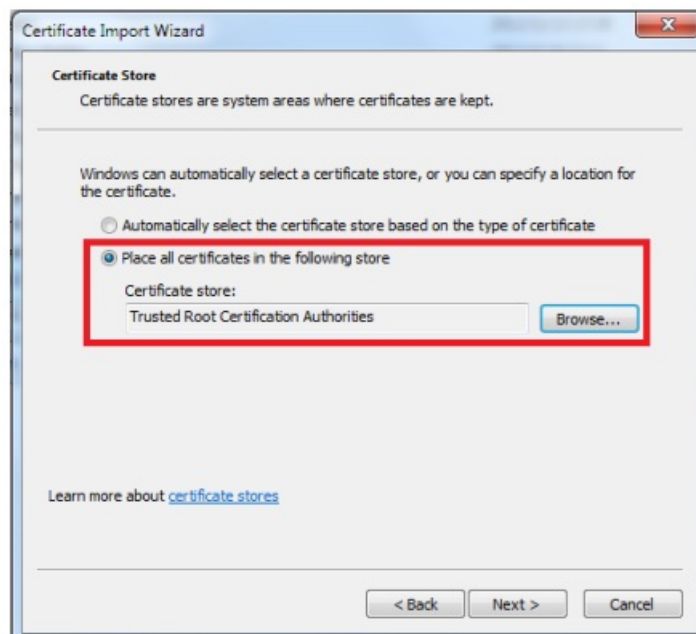 Certificate Import Wizard
Certificate Store
Certificate stores are system areas where certificates are kept.
Windows can automatically select a certificate store, or you can specify a location for
the certificate.
Automatically select the certificate store based on the type of certificate
Place all certificates in the following store
Certificate store:
Trusted Root Certification Authorities
Browse...
Learn more about certificate stores
< Back
Next >
Cancel